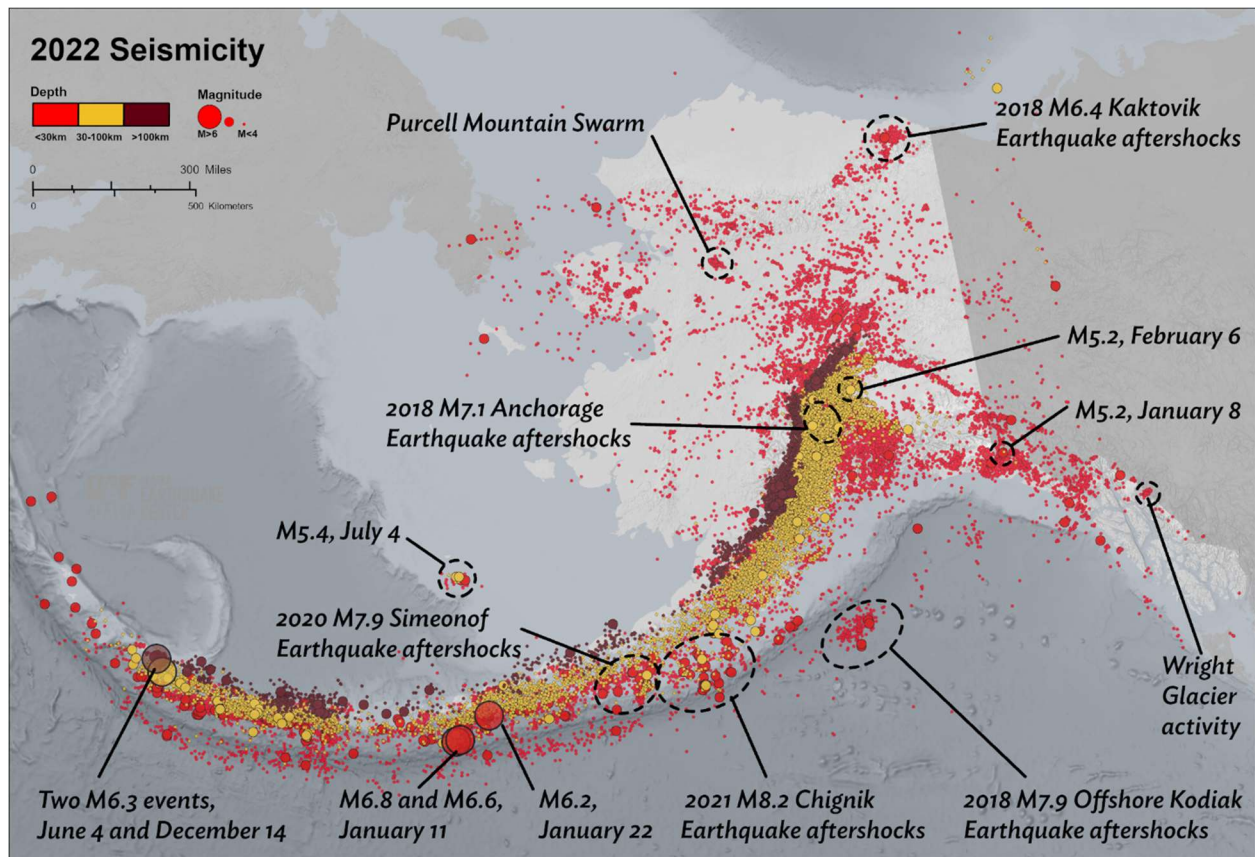 2022 Seismicity
Depth
<30km 30-100km >100km
Magnitude
M>6 M<4
0 300 Miles
0 500 Kilometers
Purcell Mountain Swarm
2018 M6.4 Kaktovik
Earthquake aftershocks
M5.2, February 6
2018 M7.1 Anchorage
Earthquake aftershocks
M5.2, January 8
M5.4, July 4
2020 M7.9 Simeonof
Earthquake aftershocks
Wright
Glacier
activity
Two M6.3 events,
June 4 and December 14
M6.8 and M6.6,
January 11
M6.2,
January 22
2021 M8.2 Chignik
Earthquake aftershocks
2018 M7.9 Offshore Kodiak
Earthquake aftershocks